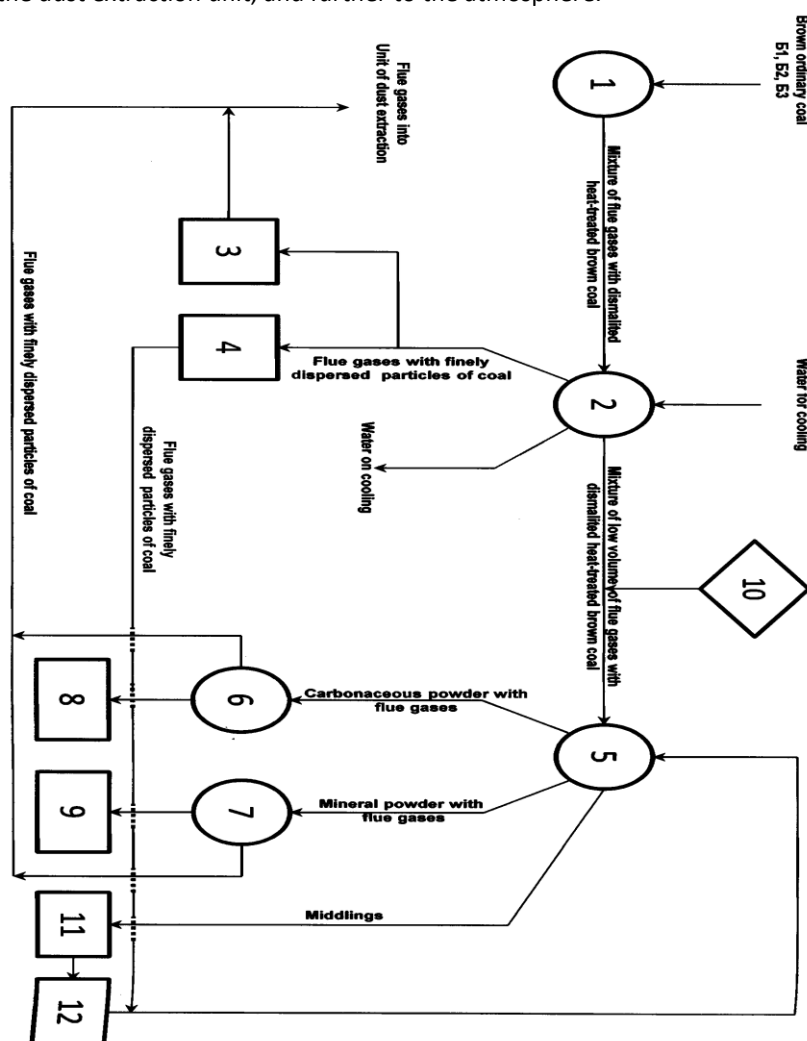 the dust extraction unit, and further to the atmosphere.
Brown ordinary coal
Б1, Б2, Б3
1
Flue gases into
Unit of dust extraction
Mixture of flue gases with dismalited
heat-treated brown coal
3
4
Flue gases with finely
dispersed particles of coal
2
Water for cooling
Flue gases with finely dispersed particles of coal
Flue gases with finely
dispersed particles of coal
Water on cooling
Mixture of low volume of flue gases with
dismalited heat-treated brown coal
10
8
6
Carbonaceous powder with
flue gases
5
9
7
Mineral powder with
flue gases
11
Middlings
12